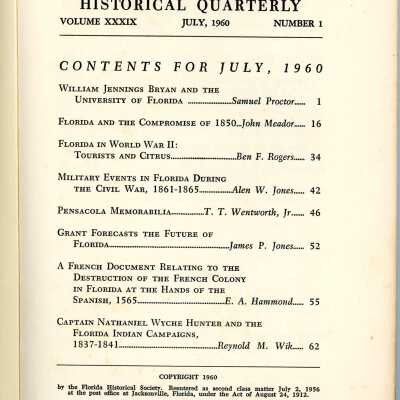 HISTORICAL QUARTERLY
VOLUME XXXIX JULY, 1960 NUMBER 1
CONTENTS FOR JULY, 1960
WILLIAM JENNINGS BRYAN AND THE
UNIVERSITY OF FLORIDA ....................Samuel Proctor..... 1
FLORIDA AND THE COMPROMISE OF 1850..John Meador..... 16
FLORIDA IN WORLD WAR II:
TOURISTS AND CITRUS......................Ben F. Rogers..... 34
MILITARY EVENTS IN FLORIDA DURING
THE CIVIL WAR, 1861-1865...........Alen W. Jones..... 42
PENSACOLA MEMORABILIA...........T. T. Wentworth, Jr..... 46
GRANT FORECASTS THE FUTURE OF
FLORIDA........................................James P. Jones..... 52
A FRENCH DOCUMENT RELATING TO THE
DESTRUCTION OF THE FRENCH COLONY
IN FLORIDA AT THE HANDS OF THE
SPANISH, 1565.............................E. A. Hammond..... 55
CAPTAIN NATHANIEL WYCHE HUNTER AND THE
FLORIDA INDIAN CAMPAIGNS,
1837-1841.................................Reynold M. Wik..... 62
COPYRIGHT 1960
by the Florida Historical Society. Reentered as second class matter July 2, 1956
at the post office at Jacksonville, Florida, under the Act of August 24, 1912.